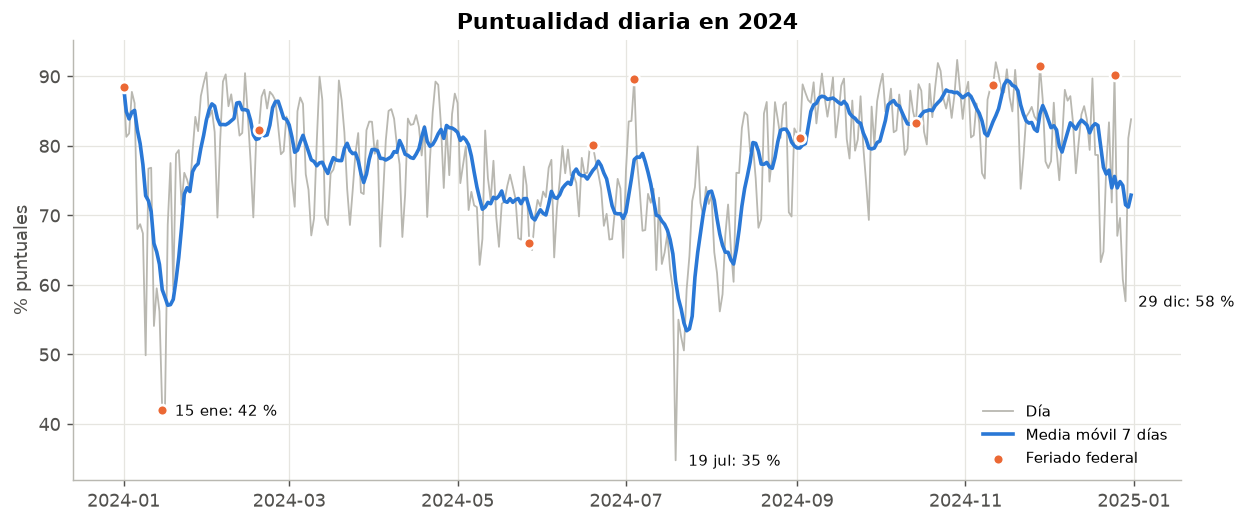 Puntualidad diaria en 2024
% puntuales
90
80
70
60
50
40
15 ene: 42 %
19 jul: 35 %
29 dic: 58 %
Día
Media móvil 7 días
Feriado federal
2024-01
2024-03
2024-05
2024-07
2024-09
2024-11
2025-01